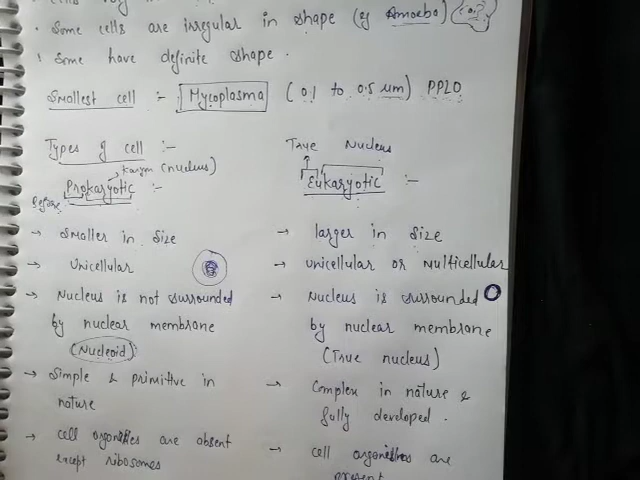 · Some cells are irregular in shape (eg Amoeba)
· Some have definite shape.
Smallest cell :- Mycoplasma (0.1 to 0.5 µm) PPLO
Types of cell :-
True Nucleus
Karyon (nucleus)
Prokaryotic :-
Eukaryotic :-
Before
→ Smaller in Size
→ larger in Size
→ Unicellular
→ Unicellular or Multicellular
→ Nucleus is not surrounded
by nuclear membrane
(Nucleoid)
→ Nucleus is surrounded
by nuclear membrane
(True nucleus)
→ Simple & primitive in
nature
→ Complex in nature &
fully developed.
→ cell organelles are absent
except ribosomes
→ cell organelles are
present